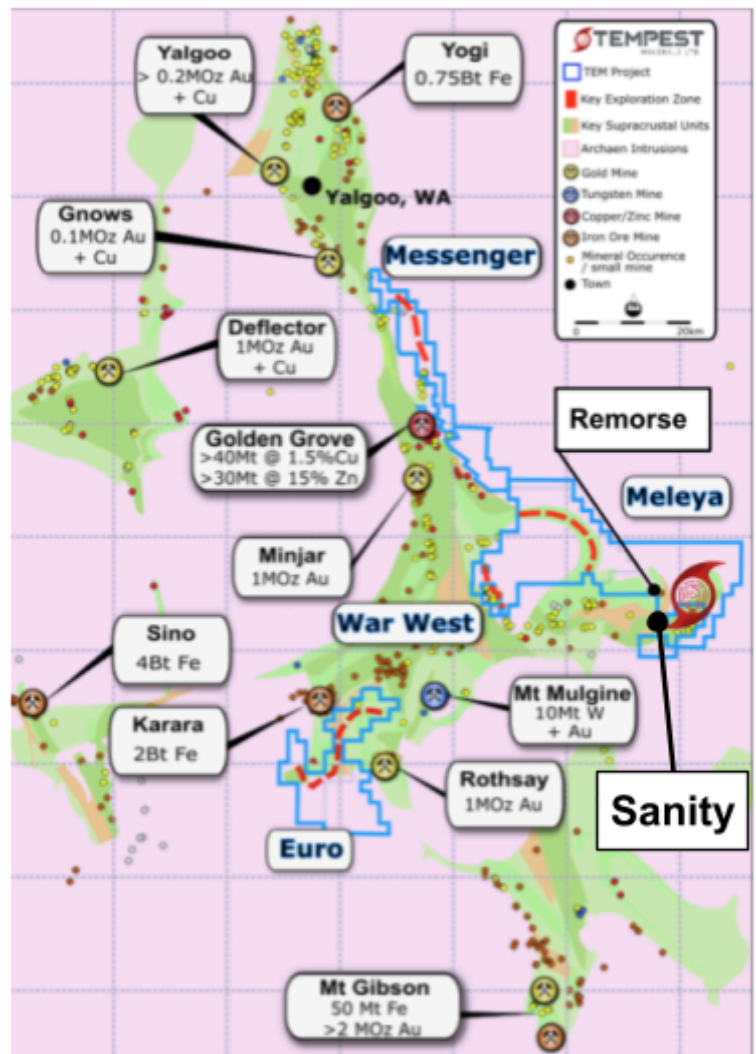 Yalgoo
> 0.2MOz Au
+ Cu
Yogi
0.75Bt Fe
TEMPEST
TEM Project
Key Exploration Zone
Key Supracrustal Units
Archaen Intrusions
Gold Mine
Tungsten Mine
Copper/Zinc Mine
Iron Ore Mine
Mineral Occurence
/ small mine
Town
0
20km
Yalgoo, WA
Gnows
0.1MOz Au
+ Cu
Messenger
Deflector
1MOz Au
+ Cu
Remorse
Golden Grove
>40Mt @ 1.5%Cu
>30Mt @ 15% Zn
Meleya
Minjar
1MOz Au
War West
Sino
4Bt Fe
Mt Mulgine
10Mt W
+ Au
Karara
2Bt Fe
Rothsay
1MOz Au
Sanity
Euro
Mt Gibson
50 Mt Fe
>2 MOz Au